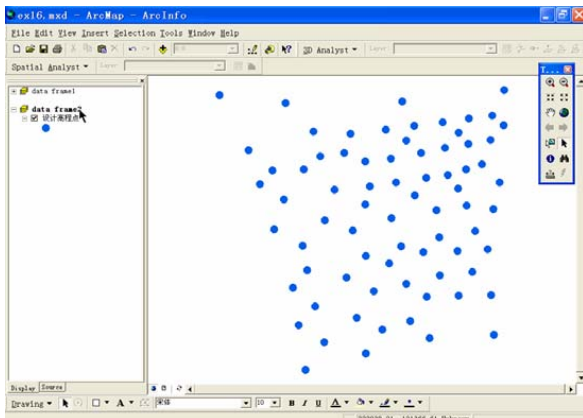 ex16.mxd - ArcMap - ArcInfo
File Edit View Insert Selection Tools Window Help
3D Analyst Layer:
Spatial Analyst Layer:
T...
data frame1
data frame2
设计高程点
Display Source
Drawing A 宋体 10 B I U A